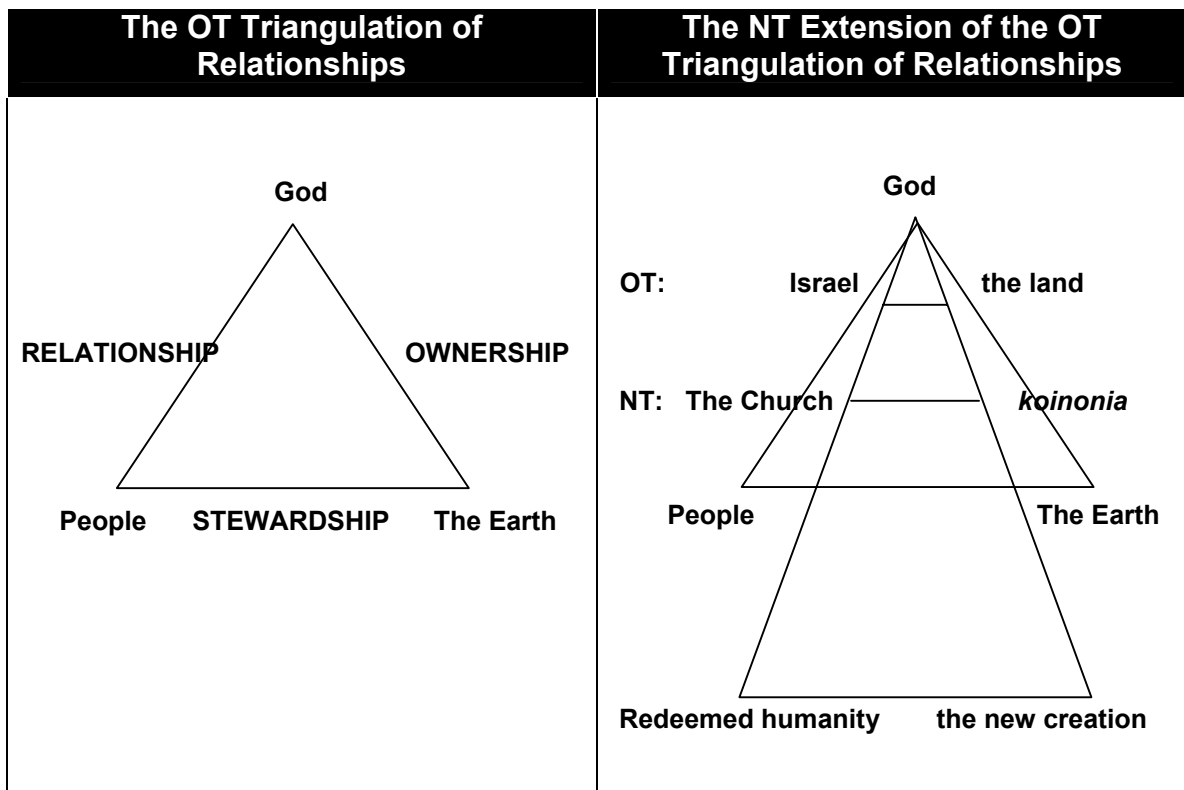 The OT Triangulation of
Relationships
The NT Extension of the OT
Triangulation of Relationships
God
RELATIONSHIP
OWNERSHIP
People
STEWARDSHIP
The Earth
God
OT:
Israel
the land
NT:
The Church
koinonia
People
The Earth
Redeemed humanity
the new creation